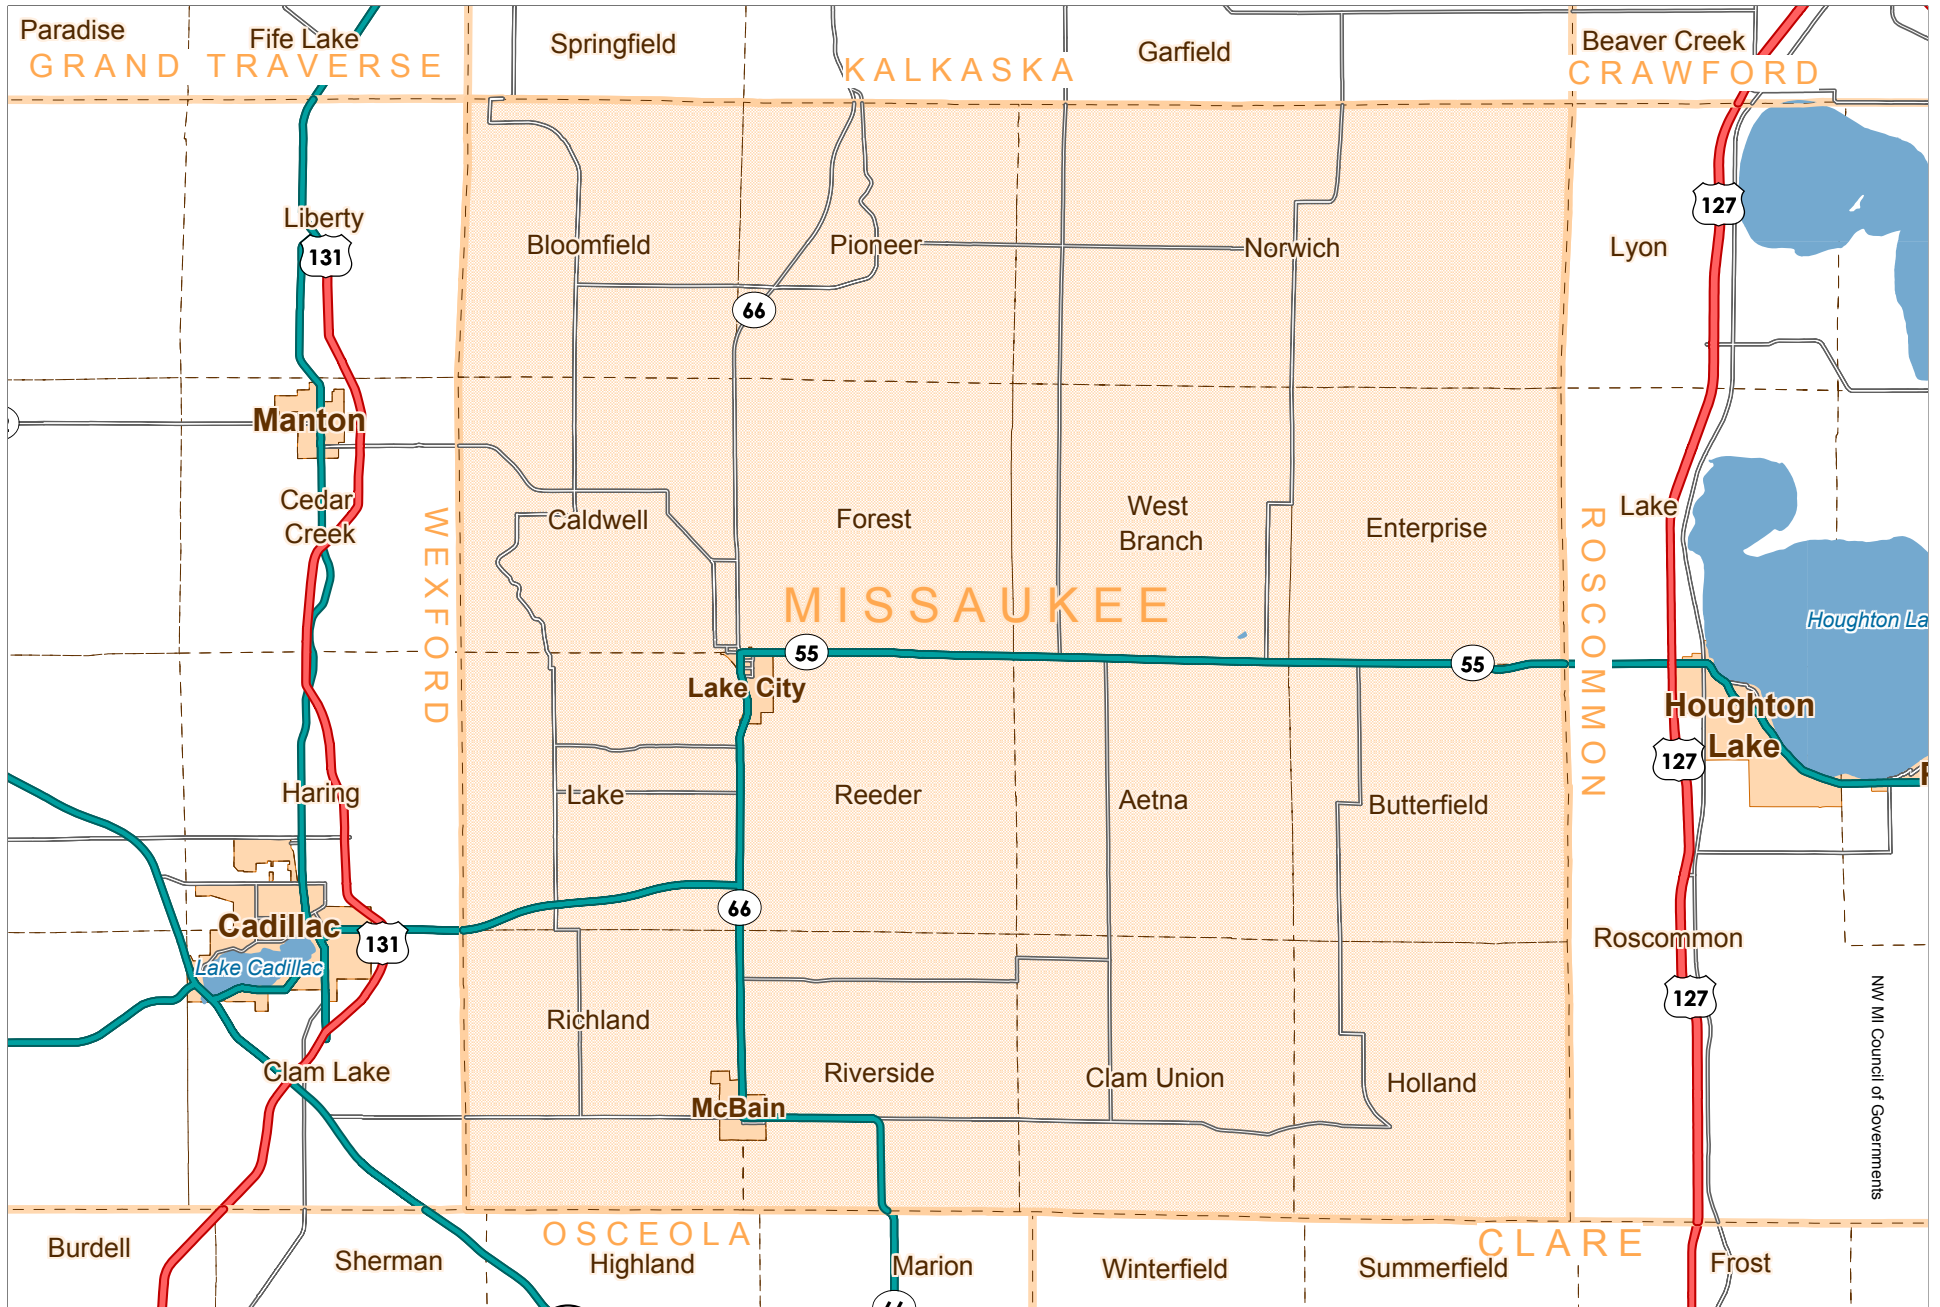 Paradise
Fife Lake
Springfield
Garfield
Beaver Creek
GRAND TRAVERSE
KALKASKA
CRAWFORD
127
Liberty
131
Bloomfield
Pioneer
Norwich
Lyon
66
Manton
Cedar
Creek
WEXFORD
Caldwell
Forest
West
Branch
Enterprise
Lake
ROSCOMMON
MISSAUKEE
Houghton La
55
55
Lake City
Houghton
Lake
127
Haring
Lake
Reeder
Aetna
Butterfield
66
Cadillac
131
Lake Cadillac
Roscommon
127
NW MI Council of Governments
Richland
Clam Lake
Riverside
Clam Union
Holland
McBain
OSCEOLA
CLARE
Burdell
Sherman
Highland
Marion
Winterfield
Summerfield
Frost